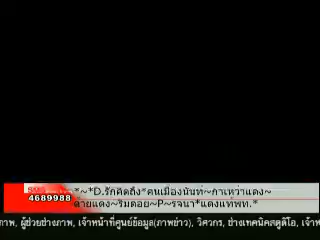 SMS *~*D.รักคิดถึง*คนเมืองนันท์~กาเหว่าแดง~
4689988 ด้ายแดง~ริมดอย~P~รจนา*แดงแท้พท.*
ภาพ, ผู้ช่วยช่างภาพ, เจ้าหน้าที่ศูนย์ข้อมูล(ภาพข่าว), วิศวกร, ช่างเทคนิคสตูดิโอ, เจ้าหน้า